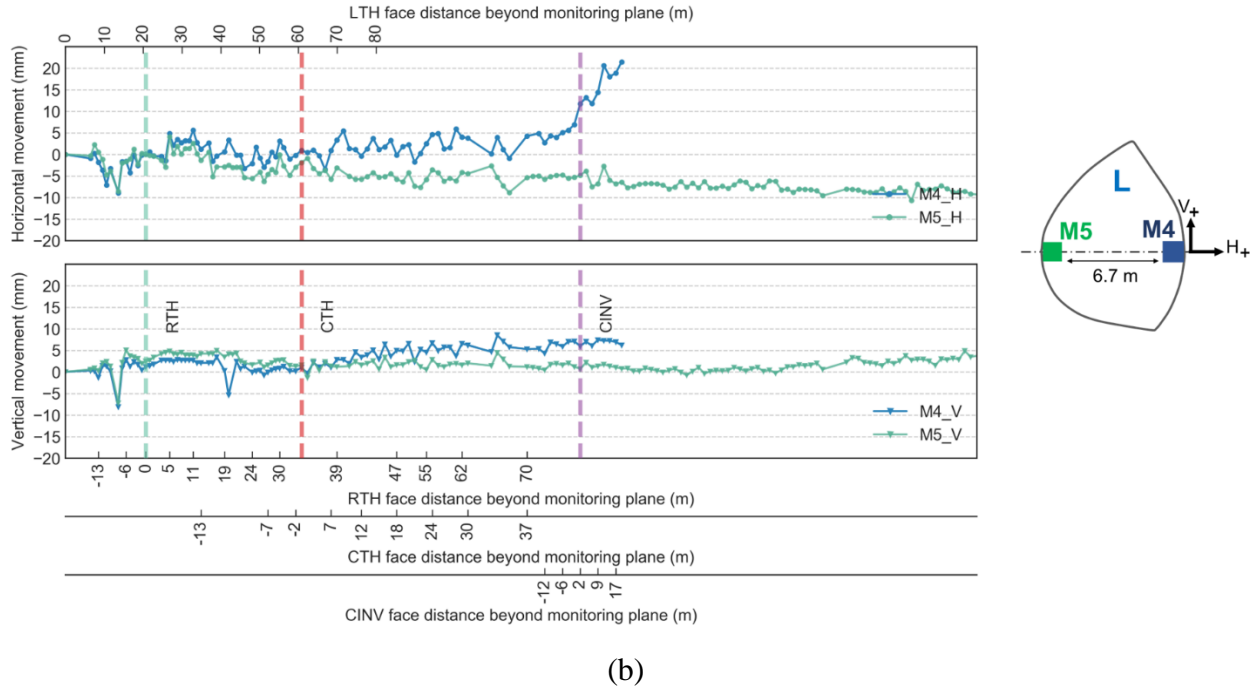 LTH face distance beyond monitoring plane (m)
0 10 20 30 40 50 60 70 80
Horizontal movement (mm)
20
15
10
5
0
−5
−10
−15
−20
M4_H
M5_H
Vertical movement (mm)
20
15
10
5
0
−5
−10
−15
−20
RTH
CTH
CINV
M4_V
M5_V
-13 -6 0 5 11 19 24 30 39 47 55 62 70
RTH face distance beyond monitoring plane (m)
-13 -7 -2 7 12 18 24 30 37
CTH face distance beyond monitoring plane (m)
-12 -6 2 9 17
CINV face distance beyond monitoring plane (m)
L
M5 M4 V+
H+
6.7 m
(b)